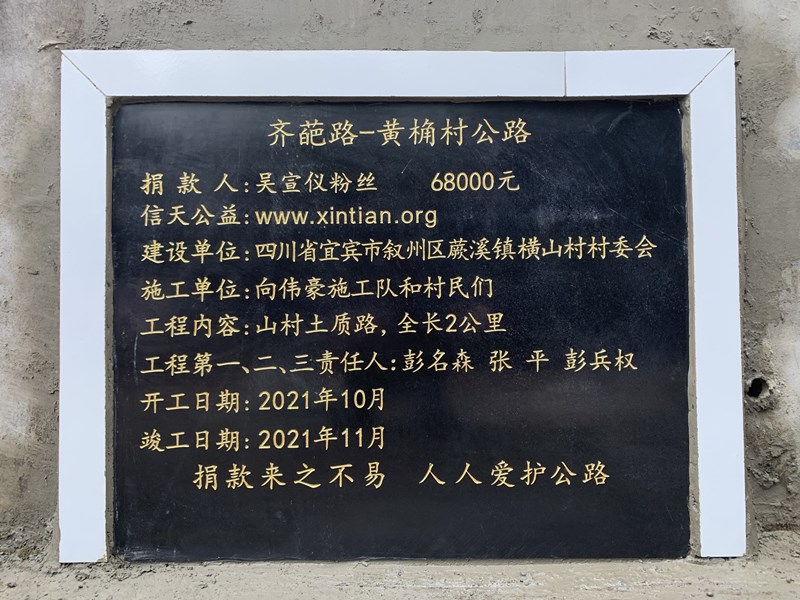 齐葩路-黄桷村公路
捐 款 人:吴宣仪粉丝 68000元
信天公益:www.xintian.org
建设单位:四川省宜宾市叙州区蕨溪镇横山村村委会
施工单位:向伟豪施工队和村民们
工程内容:山村土质路,全长2公里
工程第一、二、三责任人:彭名森 张 平 彭兵权
开工日期:2021年10月
竣工日期:2021年11月
捐款来之不易 人人爱护公路